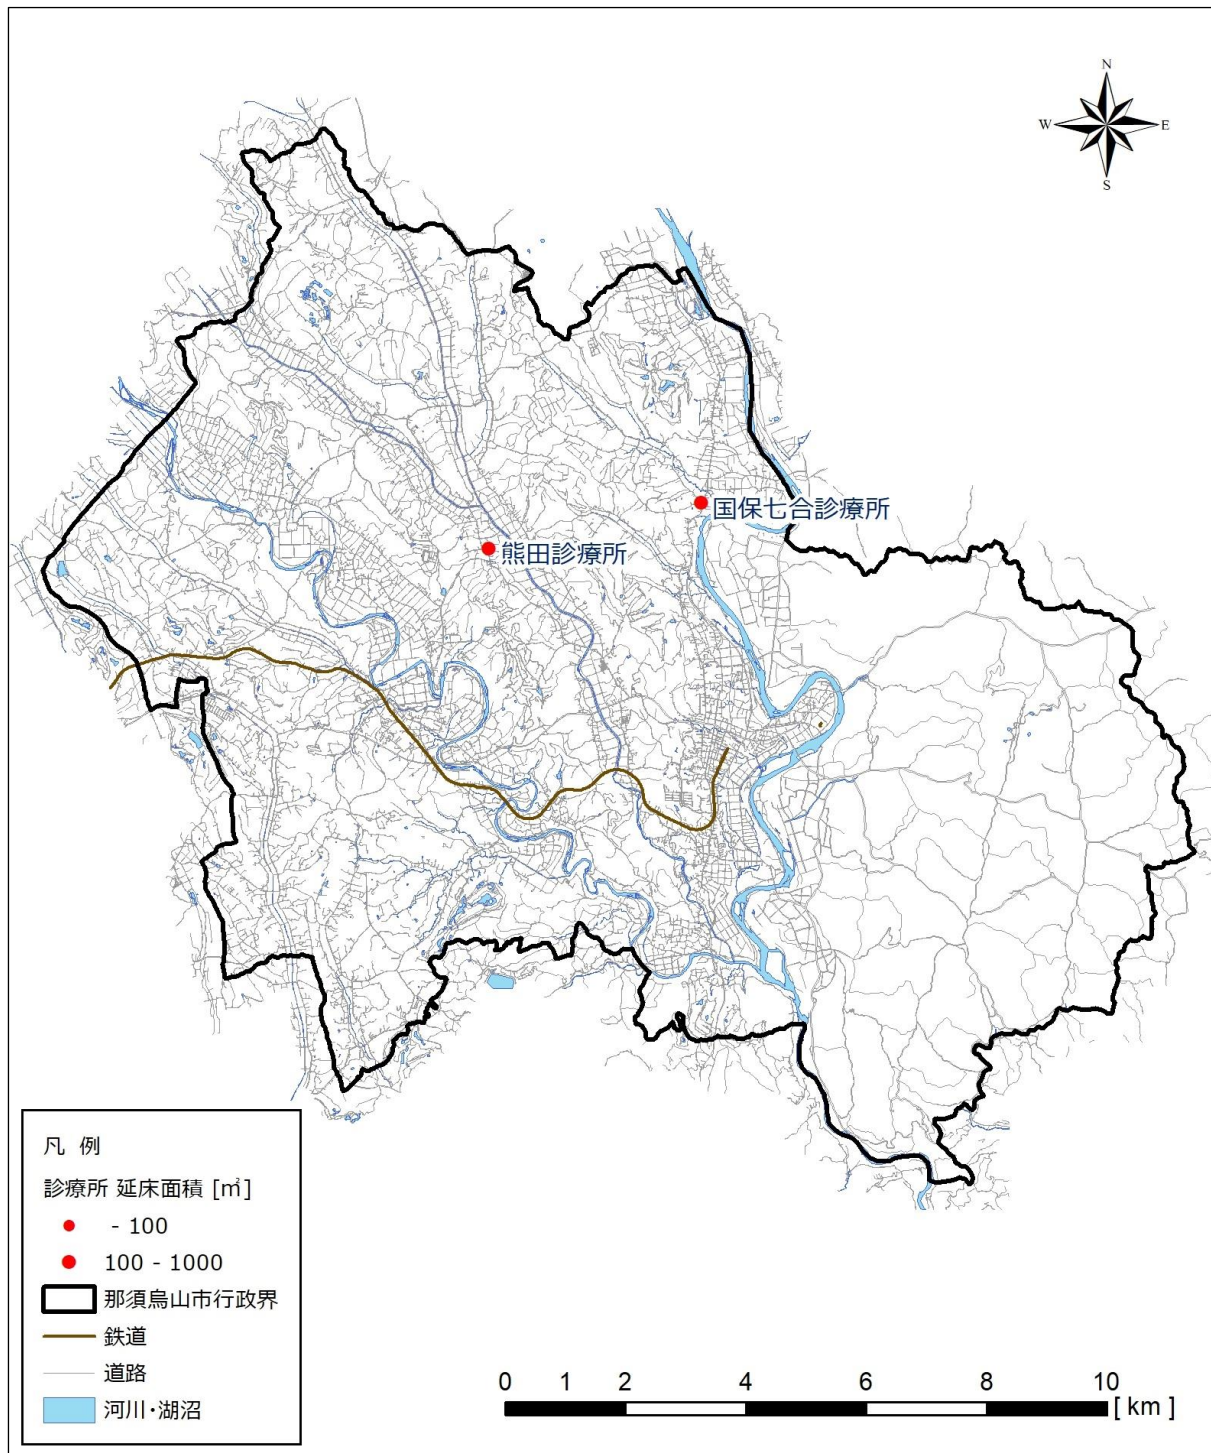 N
W
E
S
国保七合診療所
熊田診療所
凡 例
診療所 延床面積 [㎡]
- 100
100 - 1000
那須烏山市行政界
鉄道
道路
河川・湖沼
0 1 2 4 6 8 10
[ km ]